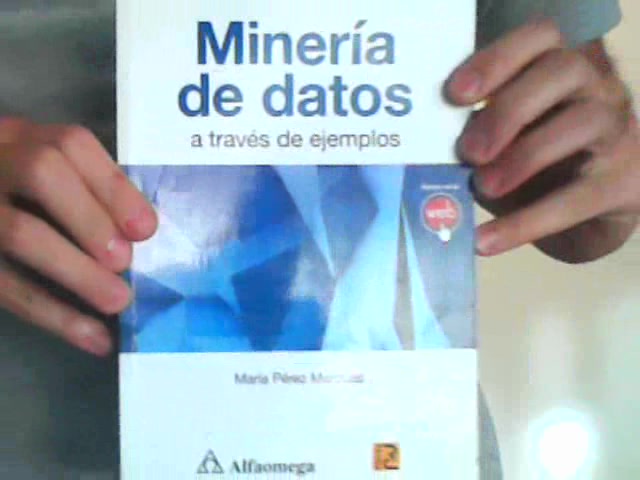 Minería
de datos
a través de ejemplos
web
María Pérez
Alfaomega